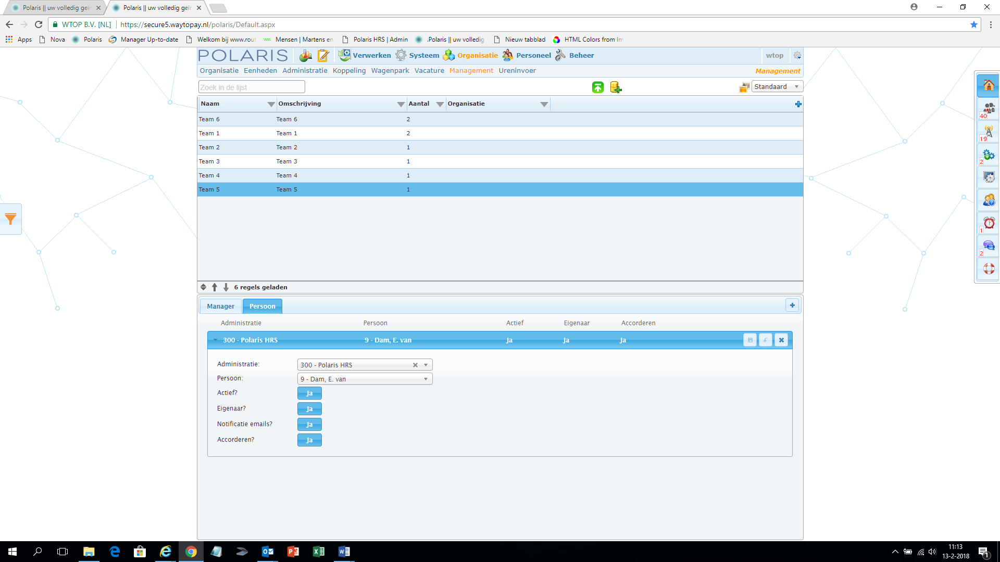 Polaris || uw volledig geïn
Polaris || uw volledig geïn
WTOP B.V. [NL] https://secure5.waytopay.nl/polaris/Default.aspx
Apps Nova Polaris Manager Up-to-date Welkom bij www.rout Mensen | Martens en Polaris HRS | Admin .Polaris || uw volledig Nieuw tabblad HTML Colors from Im
POLARIS Verwerken Systeem Organisatie Personeel Beheer wtop
Organisatie Eenheden Administratie Koppeling Wagenpark Vacature Management Ureninvoer Management
Zoek in de lijst Standaard
Naam Omschrijving Aantal Organisatie
Team 6 Team 6 2
Team 1 Team 1 2
Team 2 Team 2 1
Team 3 Team 3 1
Team 4 Team 4 1
Team 5 Team 5 1
40
19
2
1
2
6 regels geladen
Manager Persoon
Administratie Persoon Actief Eigenaar Accorderen
300 - Polaris HRS 9 - Dam, E. van Ja Ja Ja
Administratie: 300 - Polaris HRS
Persoon: 9 - Dam, E. van
Actief? Ja
Eigenaar? Ja
Notificatie emails? Ja
Accorderen? Ja
11:13
13-2-2018
1